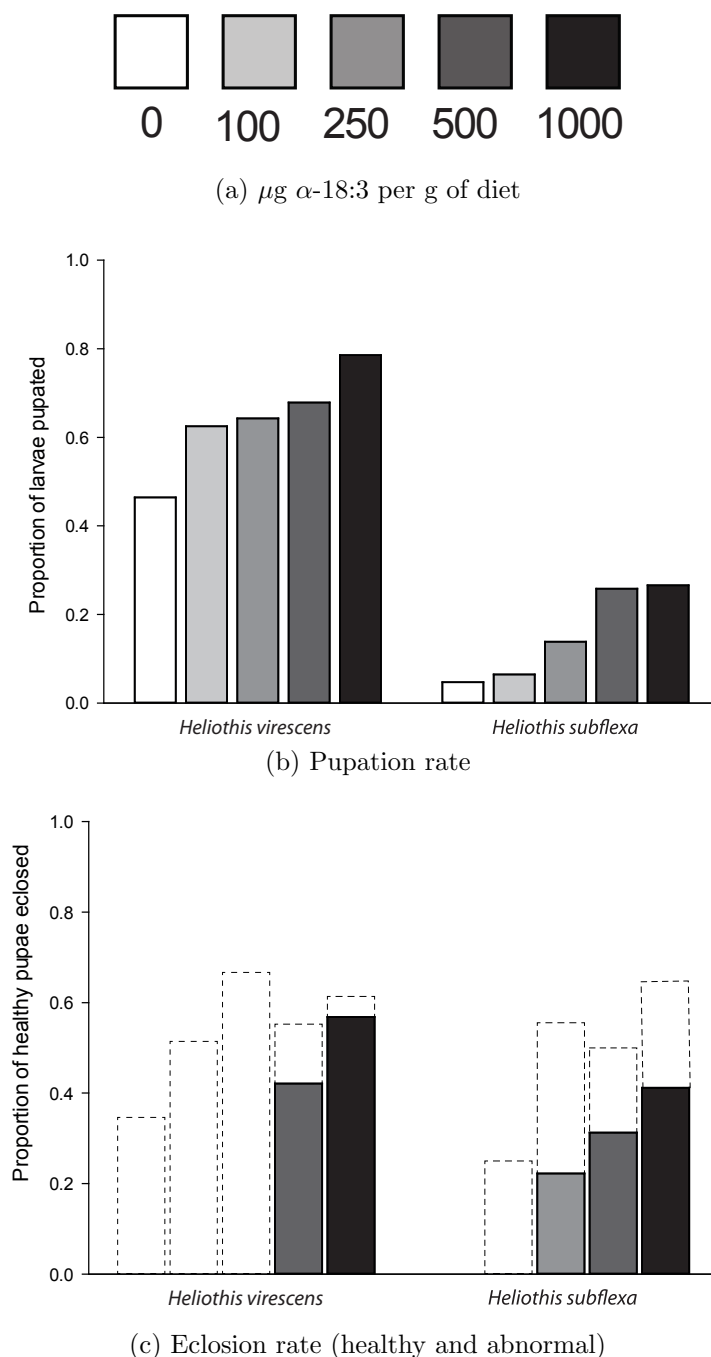 0 100 250 500 1000
(a) μg α-18:3 per g of diet
Proportion of larvae pupated
1.0
0.8
0.6
0.4
0.2
0.0
Heliothis virescens Heliothis subflexa
(b) Pupation rate
Proportion of healthy pupae eclosed
1.0
0.8
0.6
0.4
0.2
0.0
Heliothis virescens Heliothis subflexa
(c) Eclosion rate (healthy and abnormal)